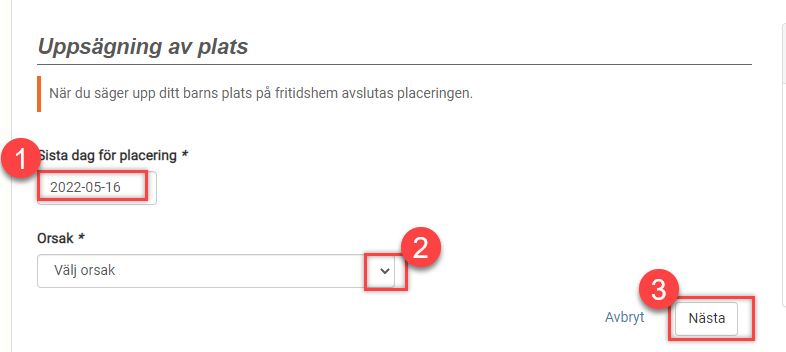 Uppsägning av plats
När du säger upp ditt barns plats på fritidshem avslutas placeringen.
1
Sista dag för placering *
2022-05-16
Orsak *
2
Välj orsak
3
Avbryt
Nästa